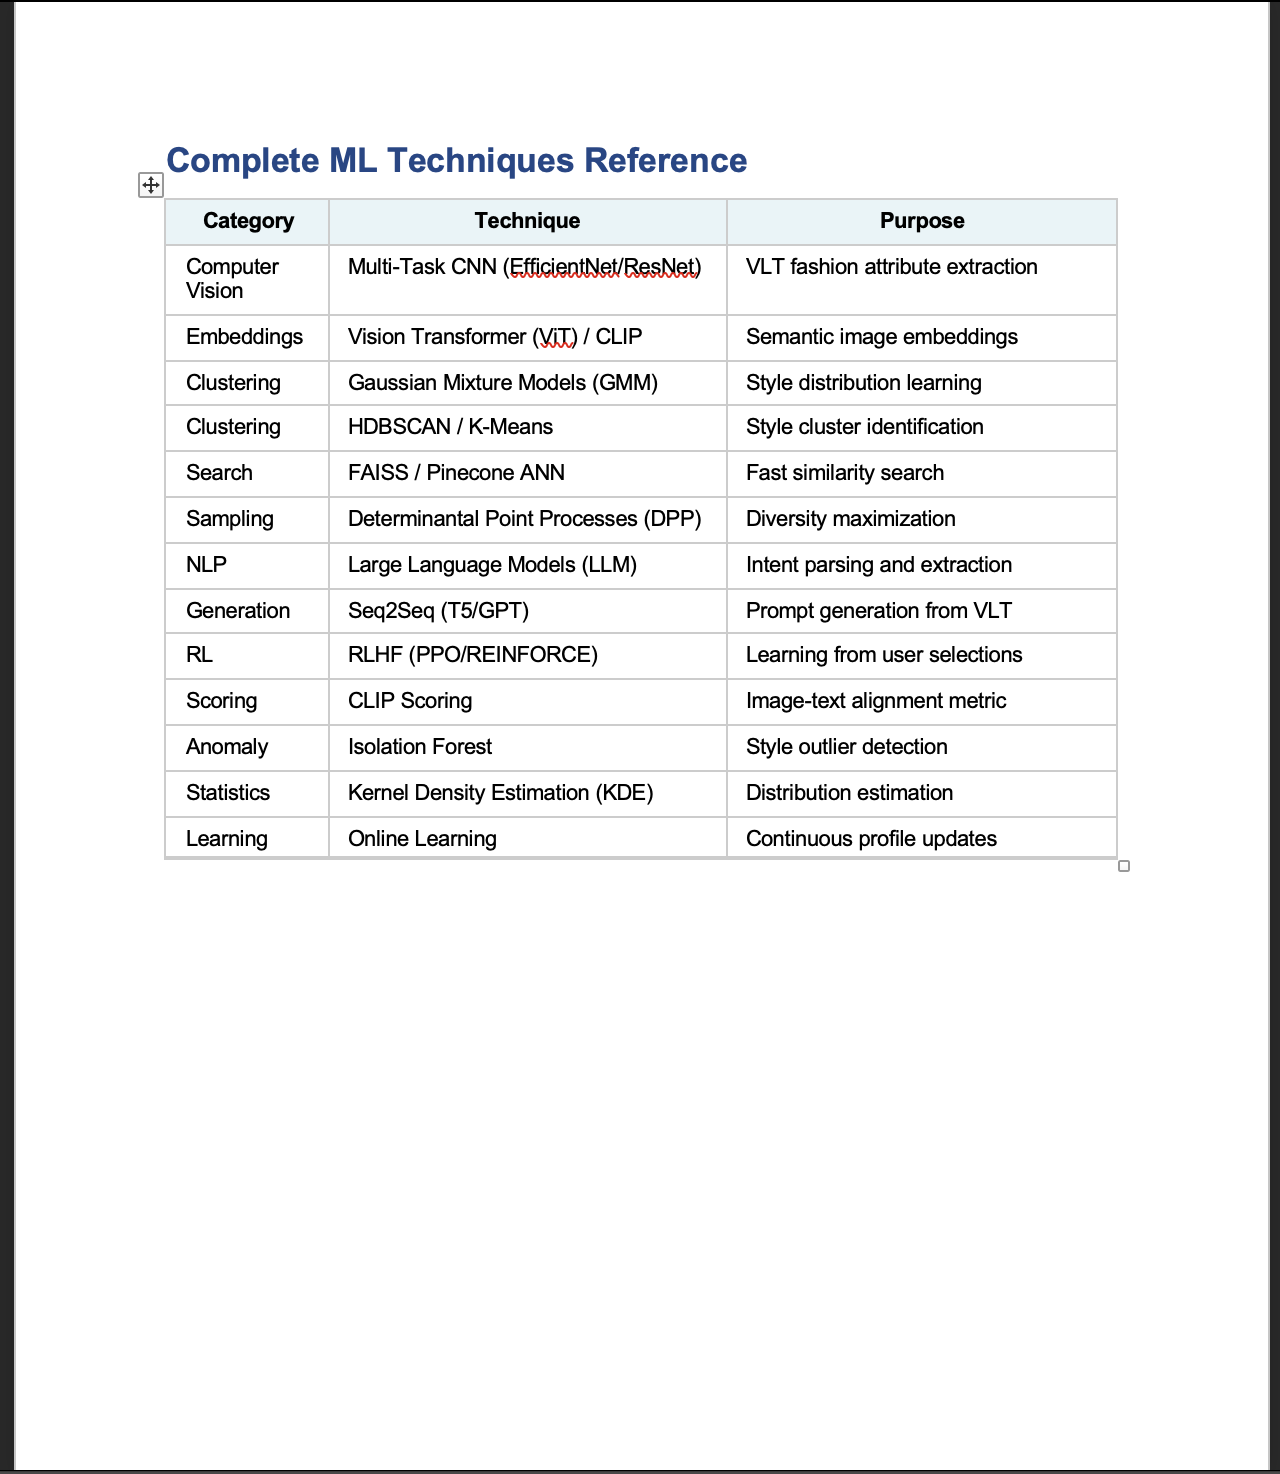 Complete ML Techniques Reference
Category Technique Purpose
Computer Vision Multi-Task CNN (EfficientNet/ResNet) VLT fashion attribute extraction
Embeddings Vision Transformer (ViT) / CLIP Semantic image embeddings
Clustering Gaussian Mixture Models (GMM) Style distribution learning
Clustering HDBSCAN / K-Means Style cluster identification
Search FAISS / Pinecone ANN Fast similarity search
Sampling Determinantal Point Processes (DPP) Diversity maximization
NLP Large Language Models (LLM) Intent parsing and extraction
Generation Seq2Seq (T5/GPT) Prompt generation from VLT
RL RLHF (PPO/REINFORCE) Learning from user selections
Scoring CLIP Scoring Image-text alignment metric
Anomaly Isolation Forest Style outlier detection
Statistics Kernel Density Estimation (KDE) Distribution estimation
Learning Online Learning Continuous profile updates